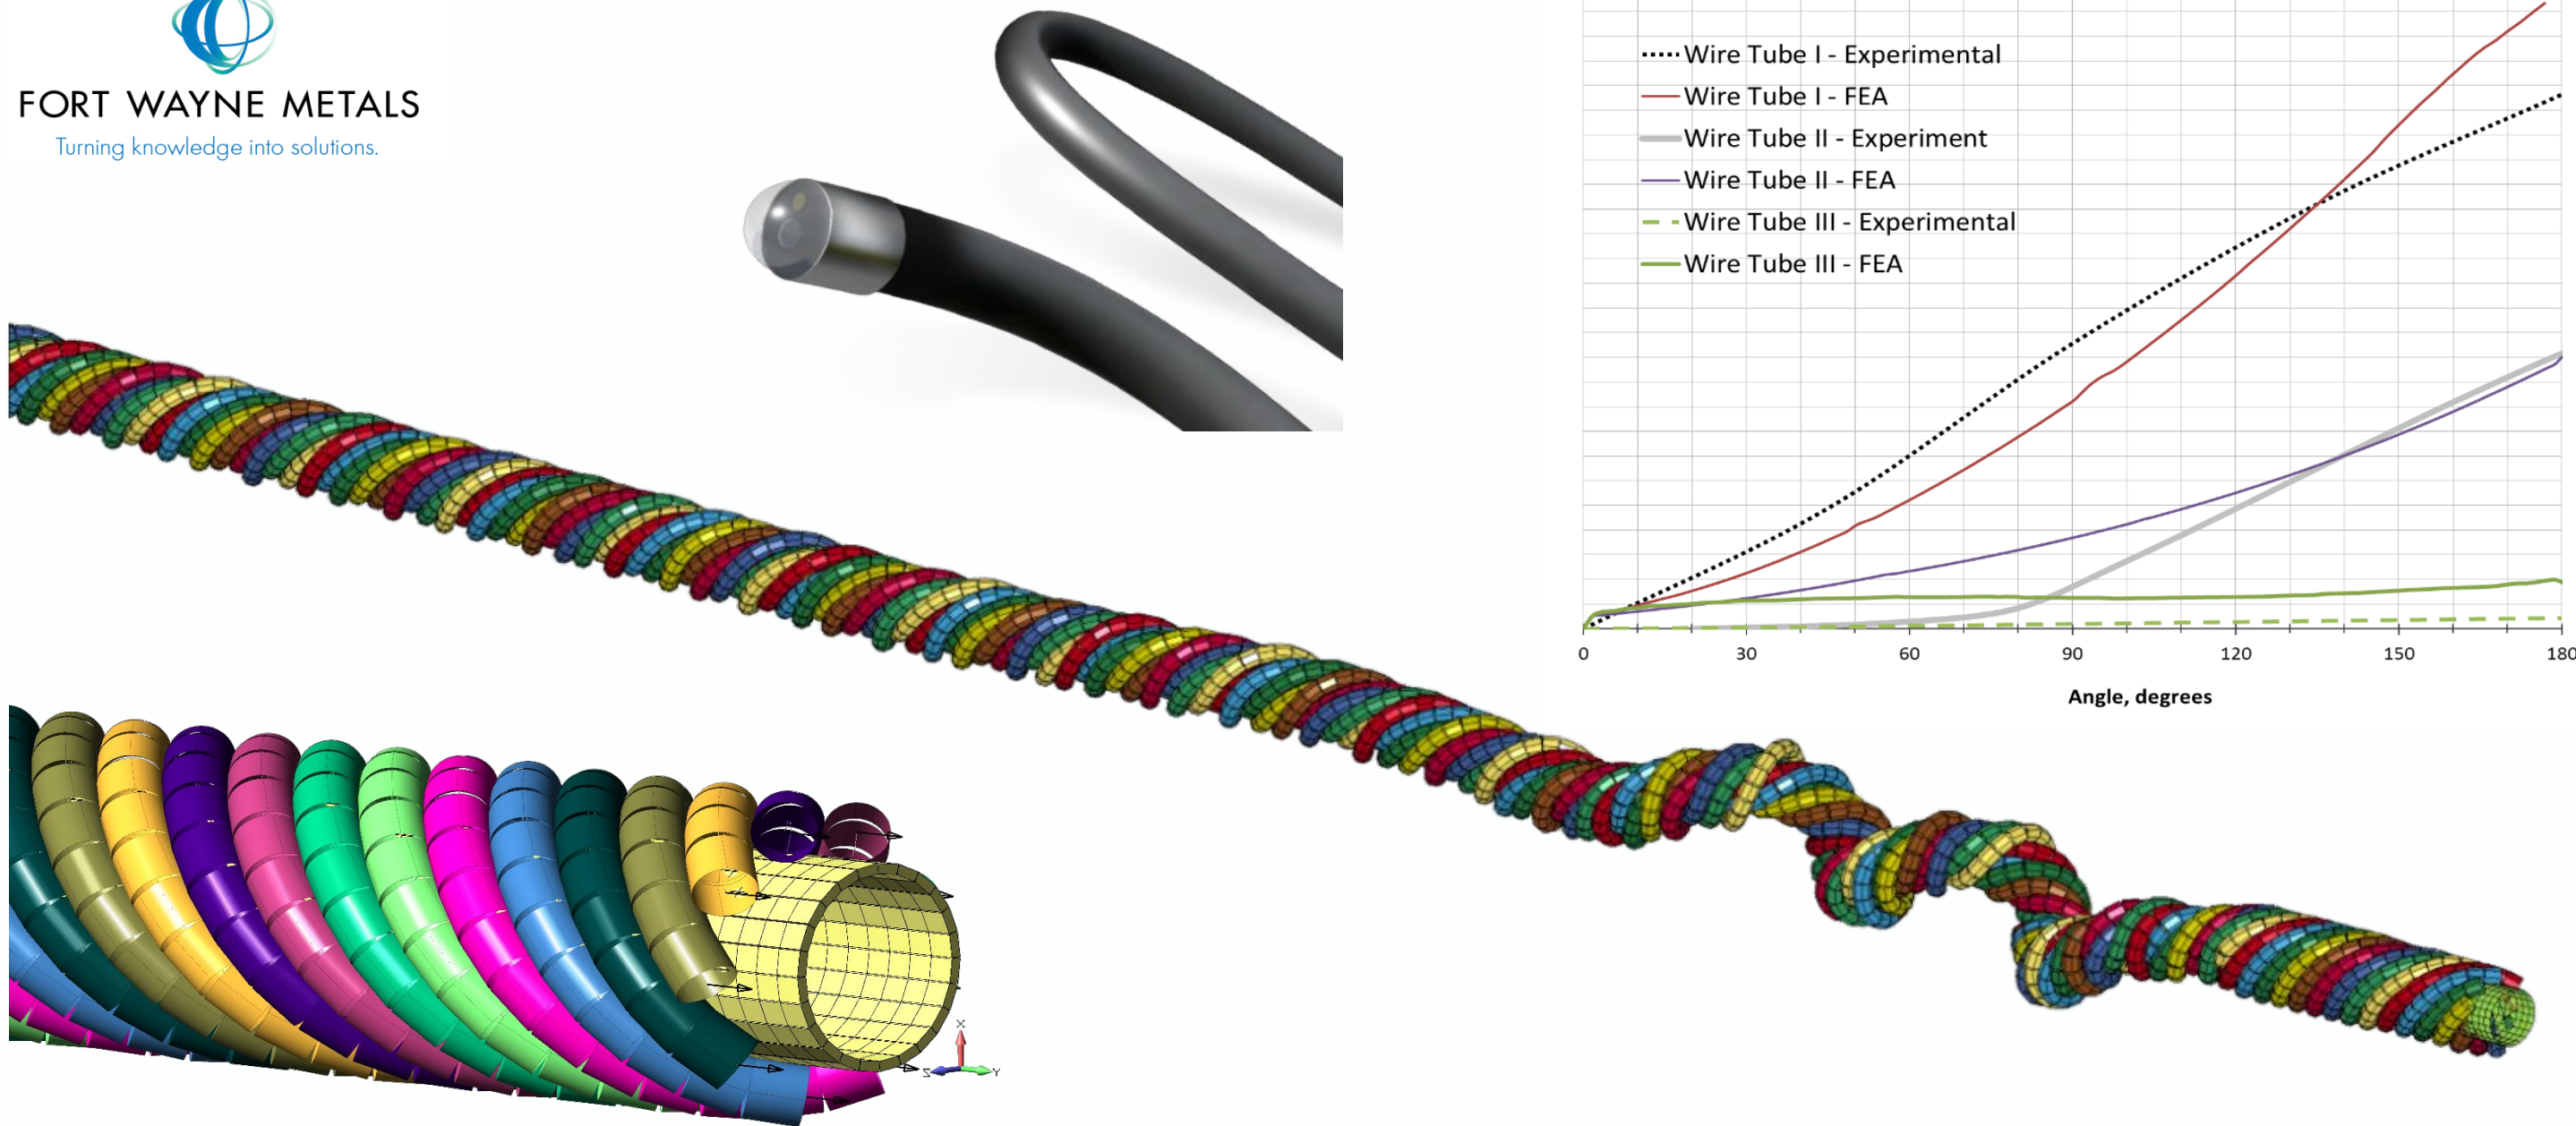 FORT WAYNE METALS
Turning knowledge into solutions.
Wire Tube I - Experimental
Wire Tube I - FEA
Wire Tube II - Experiment
Wire Tube II - FEA
Wire Tube III - Experimental
Wire Tube III - FEA
0 30 60 90 120 150 180
Angle, degrees
X
Z Y